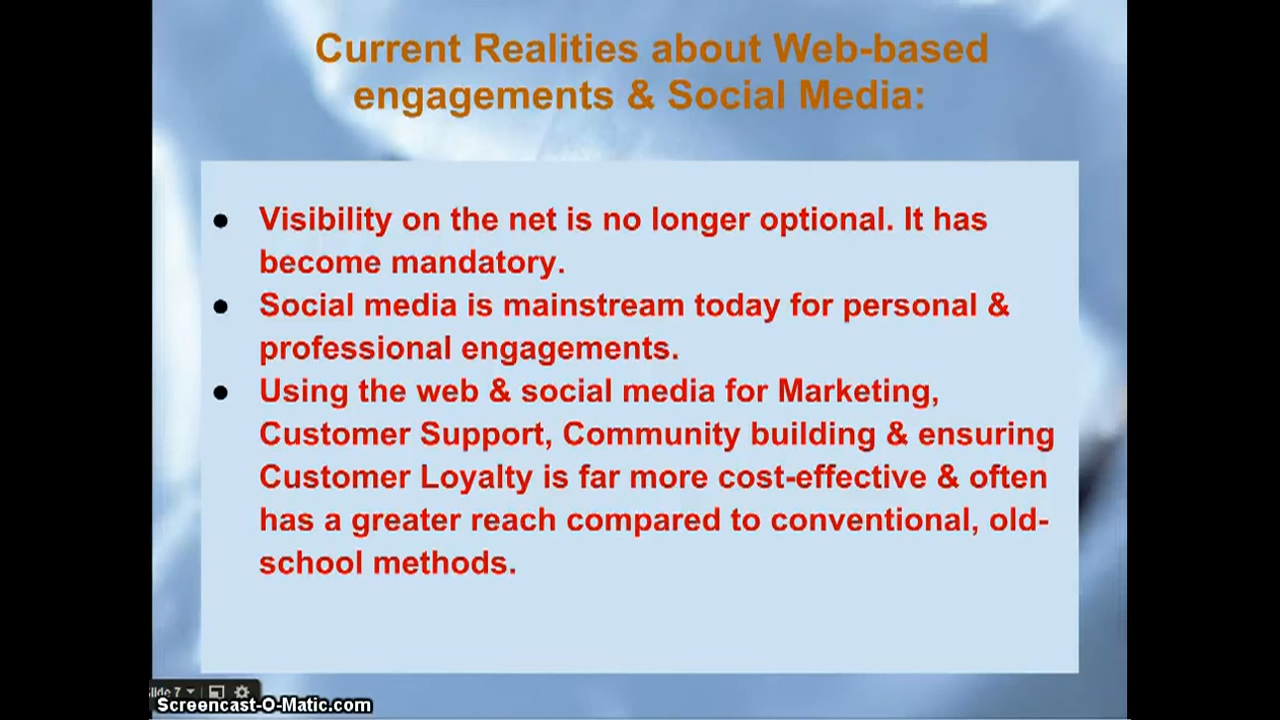 Current Realities about Web-based
engagements & Social Media:
● Visibility on the net is no longer optional. It has
become mandatory.
● Social media is mainstream today for personal &
professional engagements.
● Using the web & social media for Marketing,
Customer Support, Community building & ensuring
Customer Loyalty is far more cost-effective & often
has a greater reach compared to conventional, old-
school methods.
Slide 7
Screencast-O-Matic.com